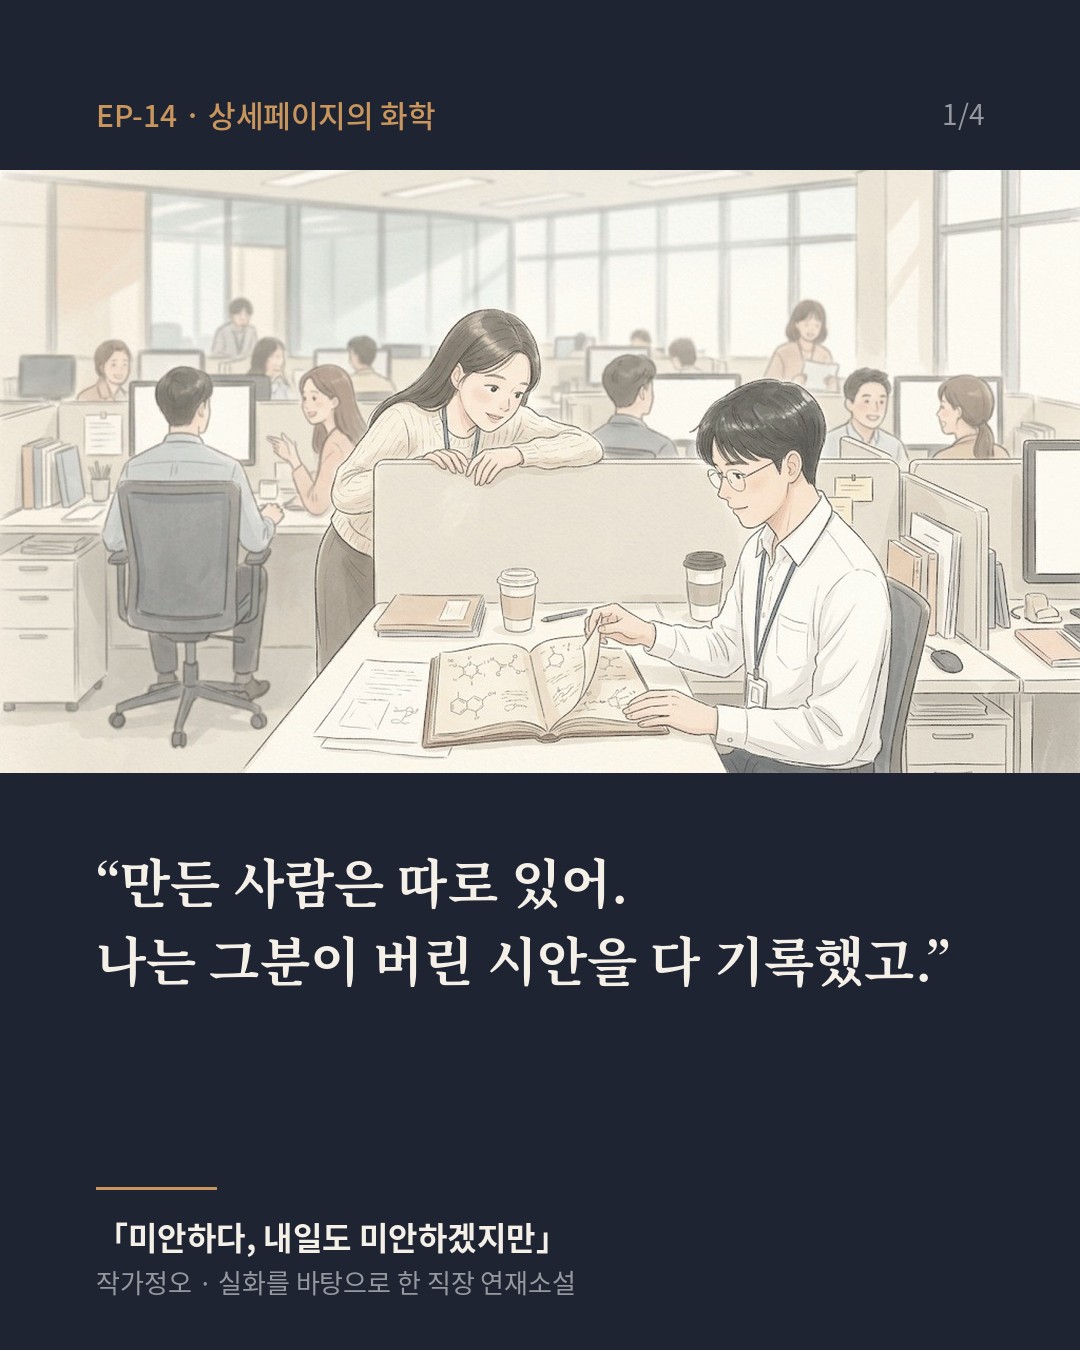 EP-14 · 상세페이지의 화학
1/4
“만든 사람은 따로 있어.
나는 그분이 버린 시안을 다 기록했고.”
「미안하다, 내일도 미안하겠지만」
작가정오 · 실화를 바탕으로 한 직장 연재소설